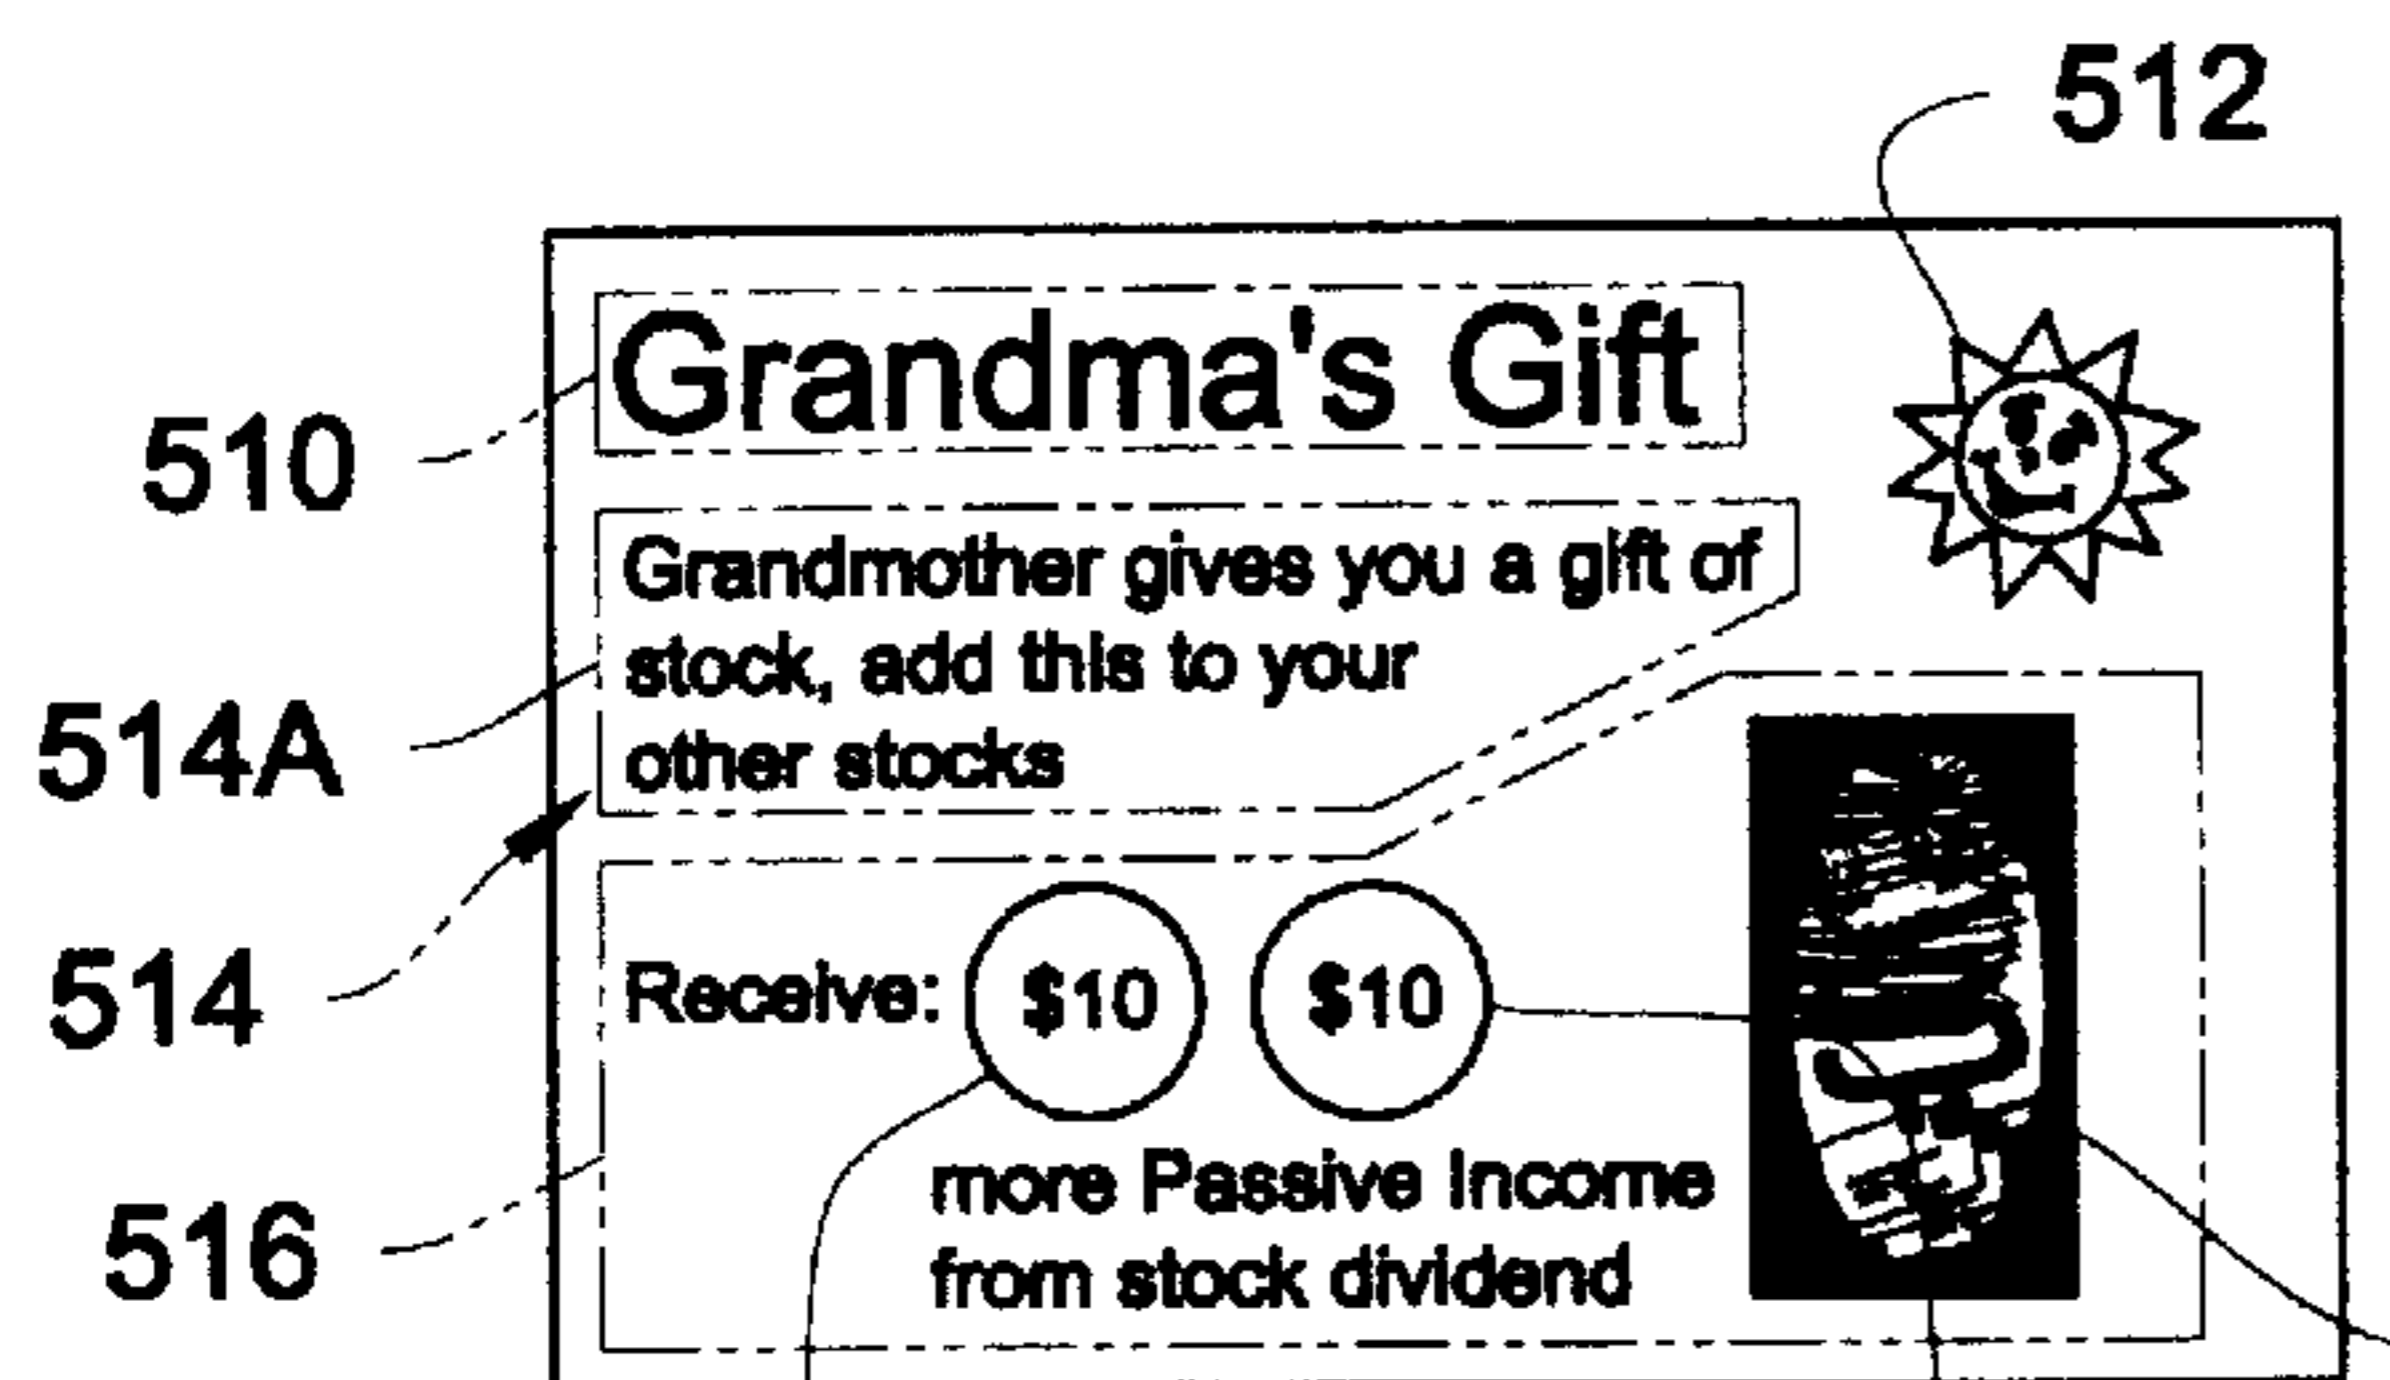 512
Grandma's Gift
510
Grandmother gives you a gift of
stock, add this to your
514A
other stocks
514
Receive: $10 $10
516
more Passive Income
from stock dividend